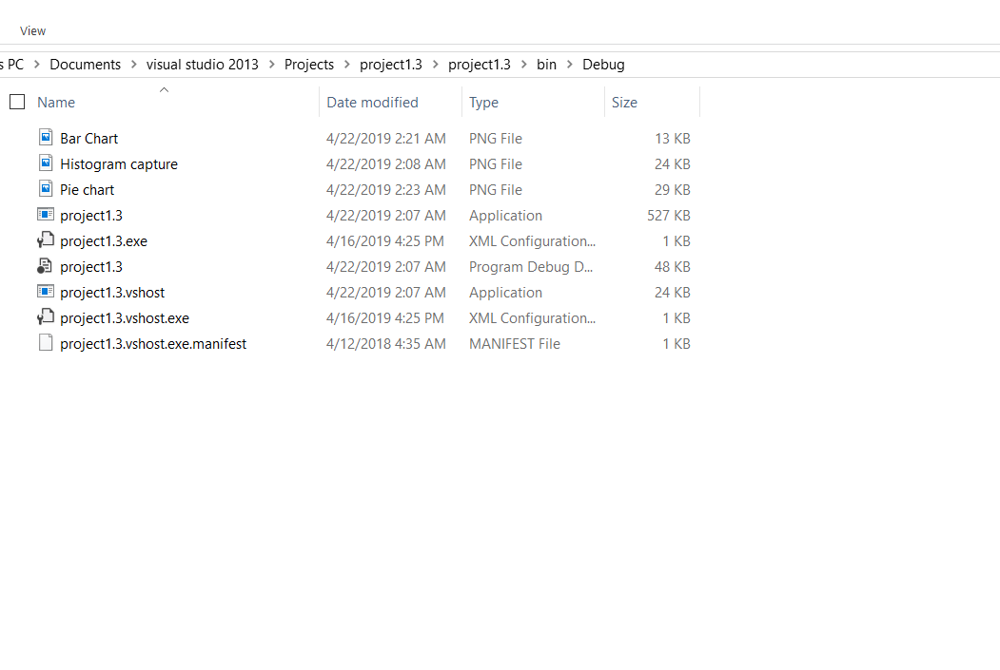 View
s PC > Documents > visual studio 2013 > Projects > project1.3 > project1.3 > bin > Debug
Name Date modified Type Size
Bar Chart 4/22/2019 2:21 AM PNG File 13 KB
Histogram capture 4/22/2019 2:08 AM PNG File 24 KB
Pie chart 4/22/2019 2:23 AM PNG File 29 KB
project1.3 4/22/2019 2:07 AM Application 527 KB
project1.3.exe 4/16/2019 4:25 PM XML Configuration... 1 KB
project1.3 4/22/2019 2:07 AM Program Debug D... 48 KB
project1.3.vshost 4/22/2019 2:07 AM Application 24 KB
project1.3.vshost.exe 4/16/2019 4:25 PM XML Configuration... 1 KB
project1.3.vshost.exe.manifest 4/12/2018 4:35 AM MANIFEST File 1 KB